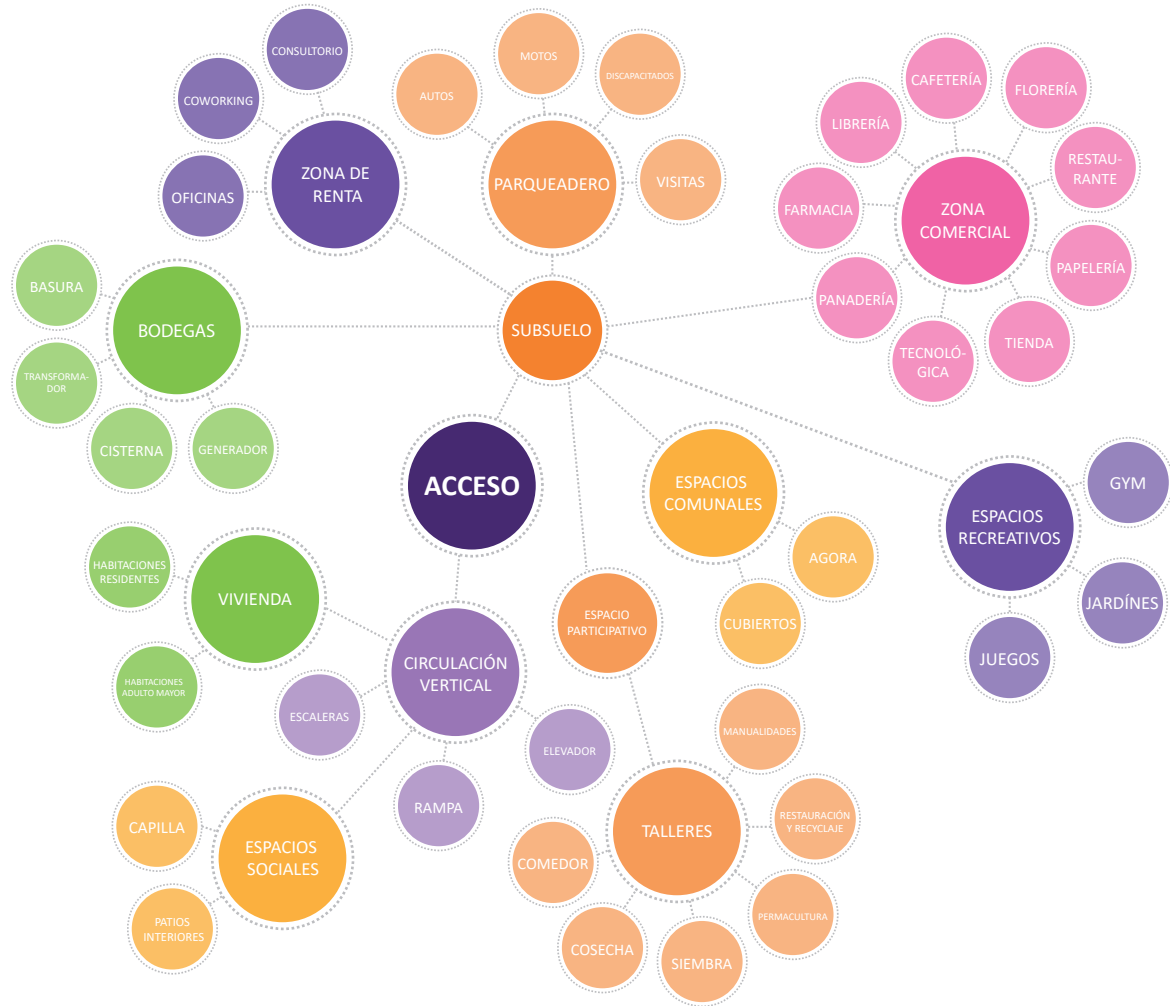 CONSULTORIO
COWORKING
OFICINAS
ZONA DE
RENTA
AUTOS
MOTOS
DISCAPACITADOS
VISITAS
PARQUEADERO
CAFETERÍA
FLORERÍA
LIBRERÍA
RESTAU-
RANTE
FARMACIA
ZONA
COMERCIAL
PAPELERÍA
PANADERÍA
TIENDA
TECNOLÓ-
GICA
BASURA
BODEGAS
TRANSFORMA-
DOR
CISTERNA
GENERADOR
SUBSUELO
ACCESO
ESPACIOS
COMUNALES
AGORA
CUBIERTOS
ESPACIOS
RECREATIVOS
GYM
JARDÍNES
JUEGOS
HABITACIONES
RESIDENTES
VIVIENDA
HABITACIONES
ADULTO MAYOR
ESPACIO
PARTICIPATIVO
CIRCULACIÓN
VERTICAL
ESCALERAS
ELEVADOR
RAMPA
CAPILLA
ESPACIOS
SOCIALES
PATIOS
INTERIORES
MANUALIDADES
TALLERES
RESTAURACIÓN
Y RECYCLAJE
COMEDOR
PERMACULTURA
COSECHA
SIEMBRA